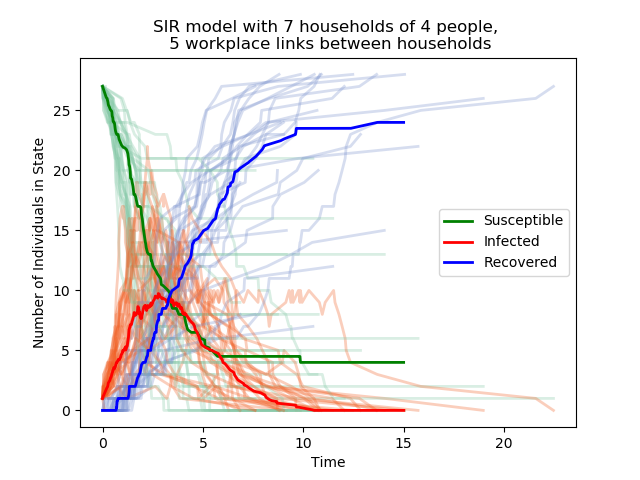 SIR model with 7 households of 4 people,
5 workplace links between households
Number of Individuals in State
25
20
15
10
5
0
Susceptible
Infected
Recovered
0
5
10
15
20
Time